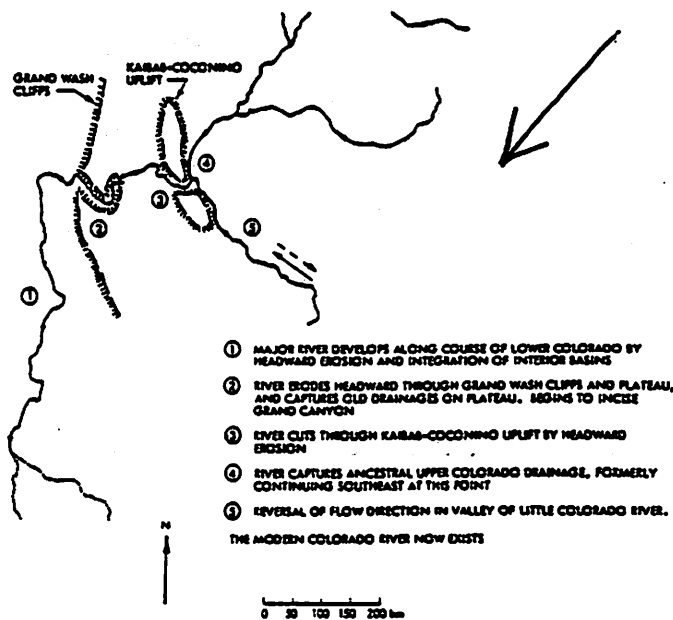 GRAND WASH
CLIFFS
KAIBAB-COCONINO
UPLIFT
④
③
②
⑤
①
① MAJOR RIVER DEVELOPS ALONG COURSE OF LOWER COLORADO BY
HEADWARD EROSION AND INTEGRATION OF INTERIOR BASINS
② RIVER ERODES HEADWARD THROUGH GRAND WASH CLIFFS AND PLATEAU,
AND CAPTURES OLD DRAINAGES ON PLATEAU. BEGINS TO INCISE
GRAND CANYON
③ RIVER CUTS THROUGH KAIBAB-COCONINO UPLIFT BY HEADWARD
EROSION
④ RIVER CAPTURES ANCESTRAL UPPER COLORADO DRAINAGE, FORMERLY
CONTINUING SOUTHEAST AT THIS POINT
⑤ REVERSAL OF FLOW DIRECTION IN VALLEY OF LITTLE COLORADO RIVER.
THE MODERN COLORADO RIVER NOW EXISTS
N
0 50 100 150 200 km